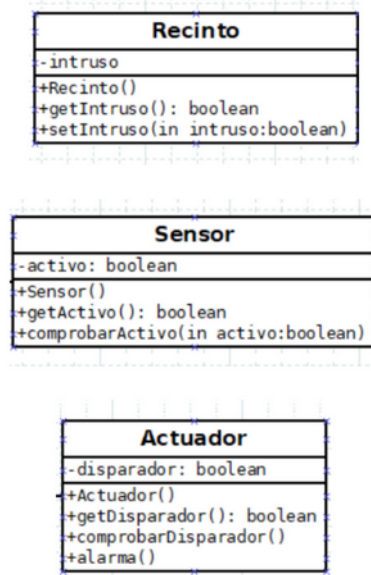 Recinto
-intruso
+Recinto()
+getIntruso(): boolean
+setIntruso(in intruso:boolean)
Sensor
-activo: boolean
+Sensor()
+getActivo(): boolean
+comprobarActivo(in activo:boolean)
Actuador
-disparador: boolean
+Actuador()
+getDisparador(): boolean
+comprobarDisparador()
+alarma()